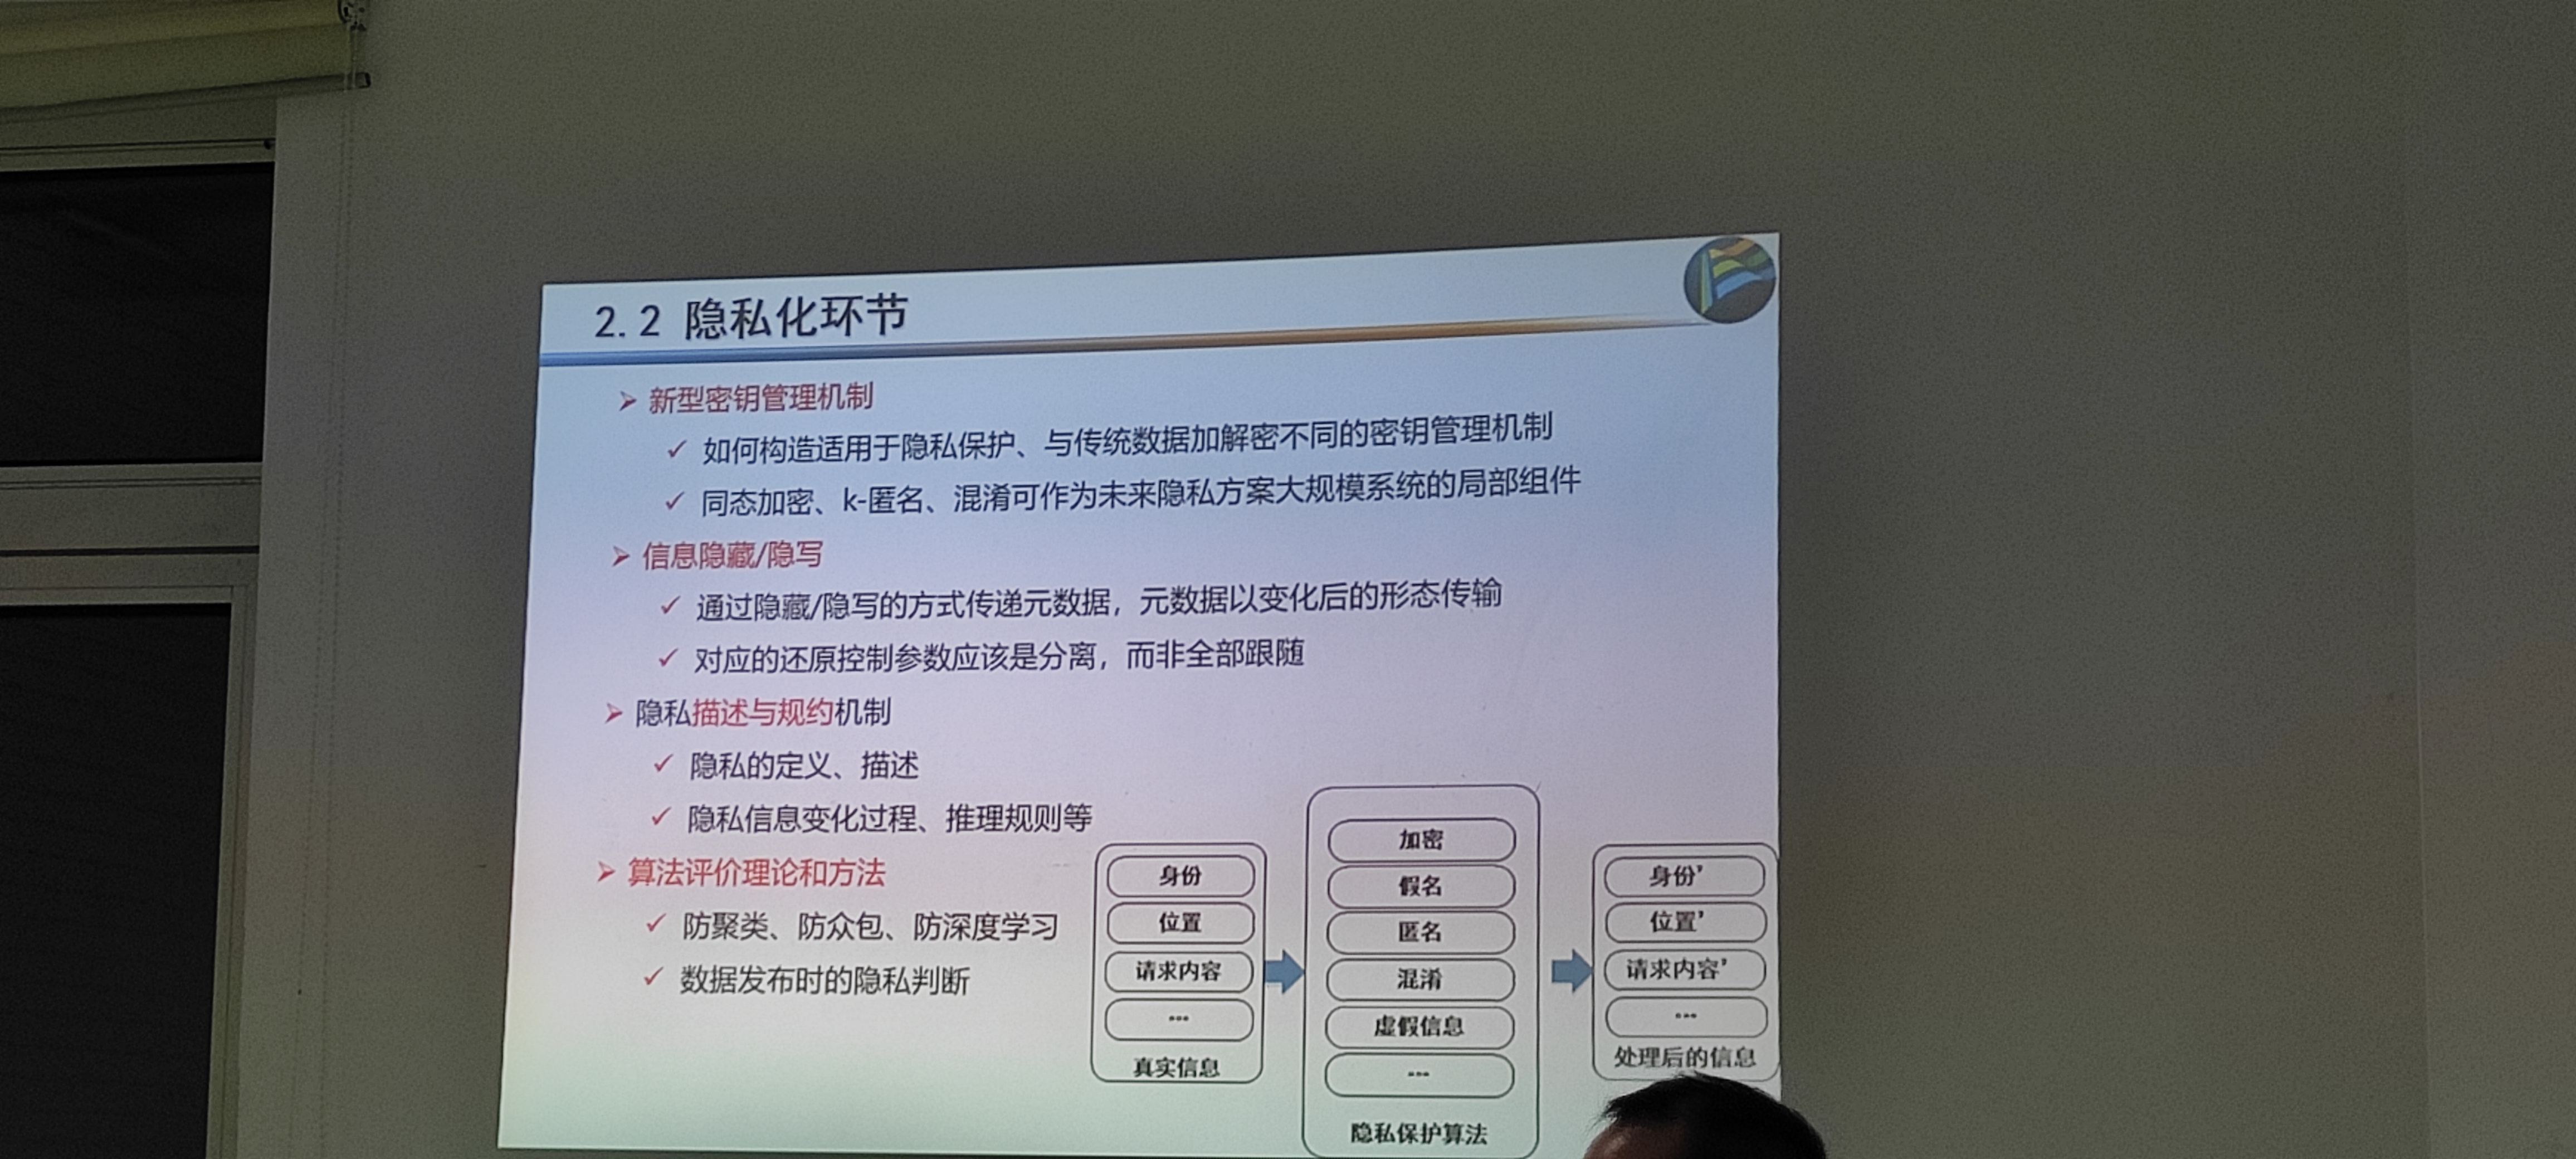 2.2 隐私化环节
新型密钥管理机制
如何构造适用于隐私保护、与传统数据加解密不同的密钥管理机制
同态加密、k-匿名、混淆可作为未来隐私方案大规模系统的局部组件
信息隐藏/隐写
通过隐藏/隐写的方式传递元数据，元数据以变化后的形态传输
对应的还原控制参数应该是分离，而非全部跟随
隐私描述与规约机制
隐私的定义、描述
隐私信息变化过程、推理规则等
算法评价理论和方法
防聚类、防众包、防深度学习
数据发布时的隐私判断
身份
位置
请求内容
...
真实信息
加密
假名
匿名
混淆
虚假信息
...
隐私保护算法
身份’
位置’
请求内容’
...
处理后的信息